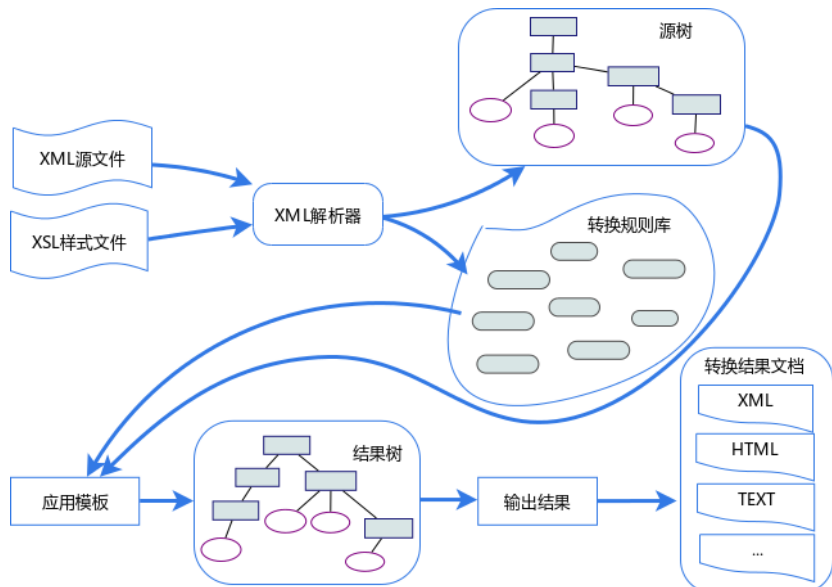 源树
XML源文件
XSL样式文件
XML解析器
转换规则库
转换结果文档
XML
HTML
TEXT
...
应用模板
结果树
输出结果